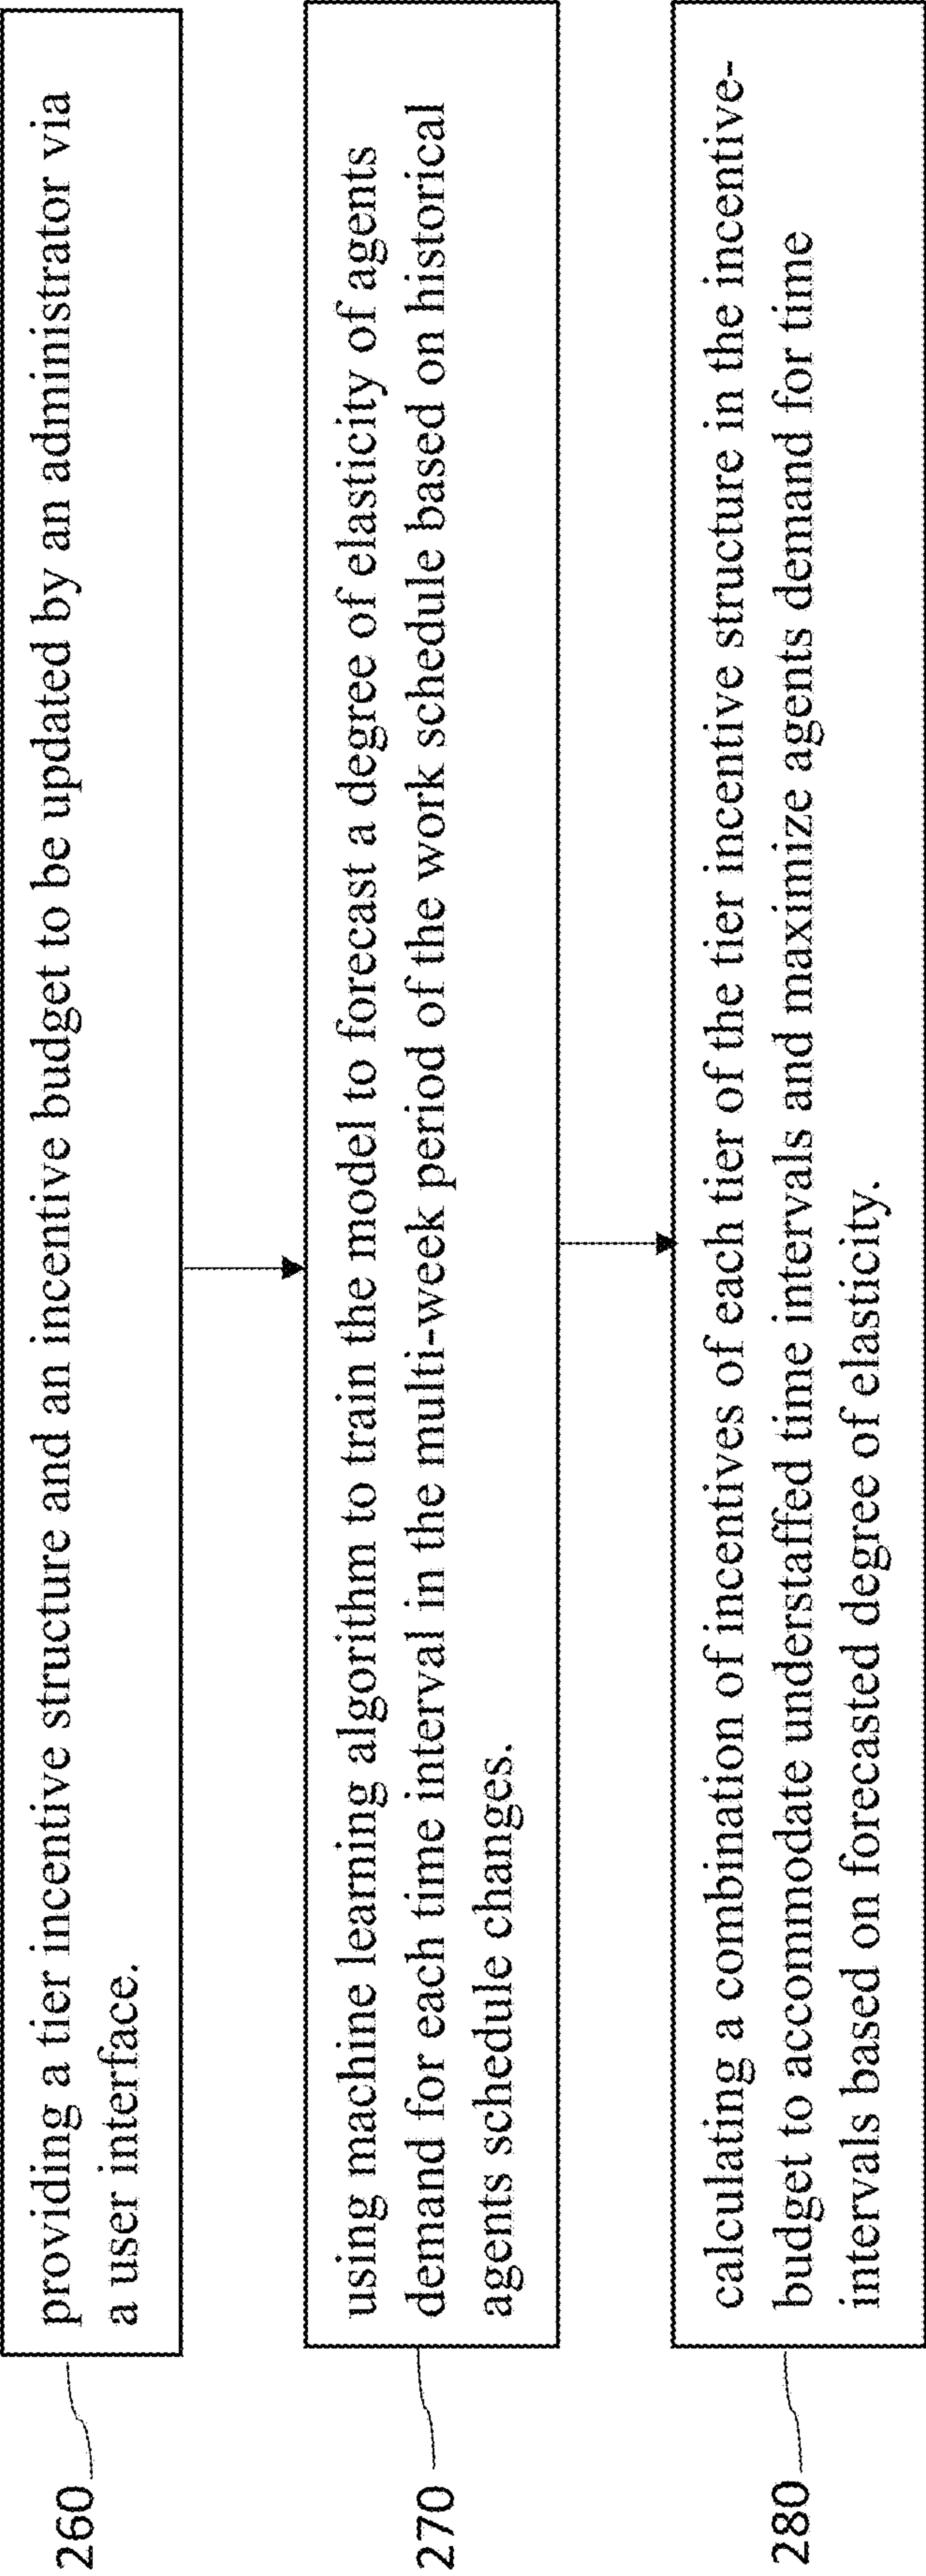 260
providing a tier incentive structure and an incentive budget to be updated by an administrator via
a user interface.
270
using machine learning algorithm to train the model to forecast a degree of elasticity of agents
demand for each time interval in the multi-week period of the work schedule based on historical
agents schedule changes.
280
calculating a combination of incentives of each tier of the tier incentive structure in the incentive-
budget to accommodate understaffed time intervals and maximize agents demand for time
intervals based on forecasted degree of elasticity.